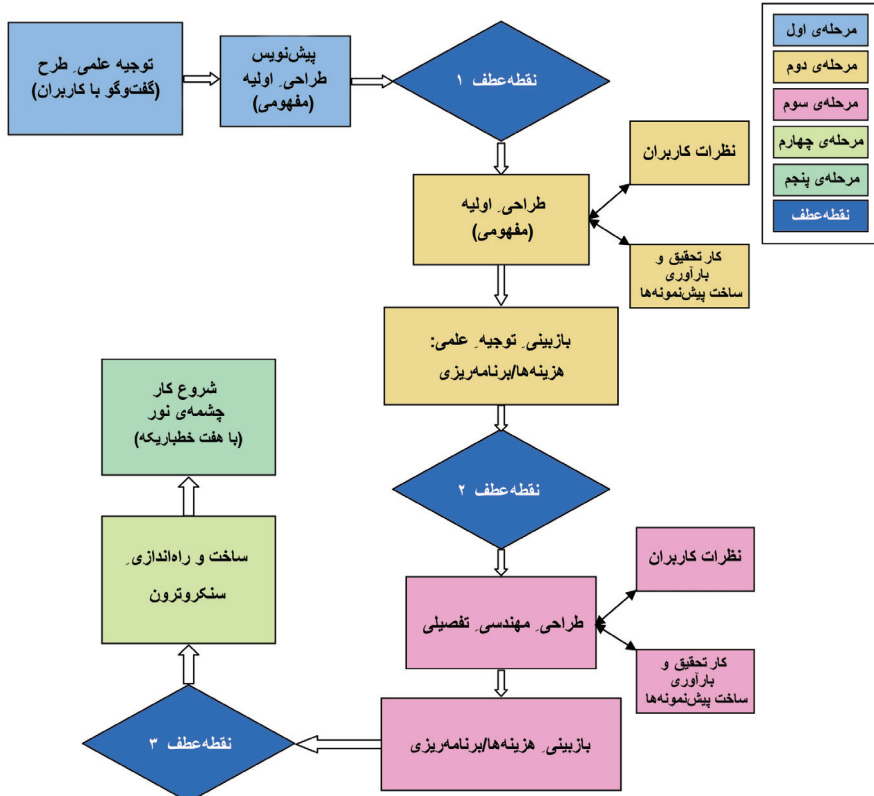 توجیه علمی ِ طرح
(گفت‌وگو با کاربران)
پیش‌نویس
طراحی ِ اولیه
(مفهومی)
نقطه‌عطف ۱
طراحی ِ اولیه
(مفهومی)
نظرات کاربران
کار تحقیق و
بارآوری
ساخت پیش‌نمونه‌ها
بازبینی ِ توجیه ِ علمی:
هزینه‌ها/برنامه‌ریزی
نقطه‌عطف ۲
طراحی ِ مهندسی ِ تفصیلی
نظرات کاربران
کار تحقیق و
بارآوری
ساخت پیش‌نمونه‌ها
بازبینی ِ هزینه‌ها/برنامه‌ریزی
نقطه‌عطف ۳
ساخت و راه‌اندازی ِ
سنکروترون
شروع کار
چشمه‌ی نور
(با هفت خطباریکه)
مرحله‌ی اول
مرحله‌ی دوم
مرحله‌ی سوم
مرحله‌ی چهارم
مرحله‌ی پنجم
نقطه‌عطف